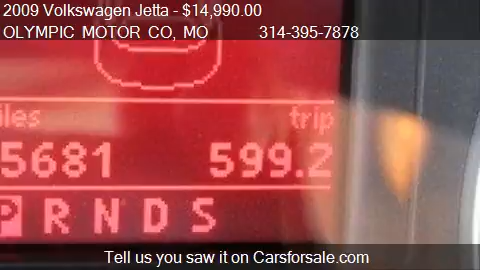 2009 Volkswagen Jetta - $14,990.00
OLYMPIC MOTOR CO, MO 314-395-7878
iles trip
5681 599.2
P R N D S
Tell us you saw it on Carsforsale.com